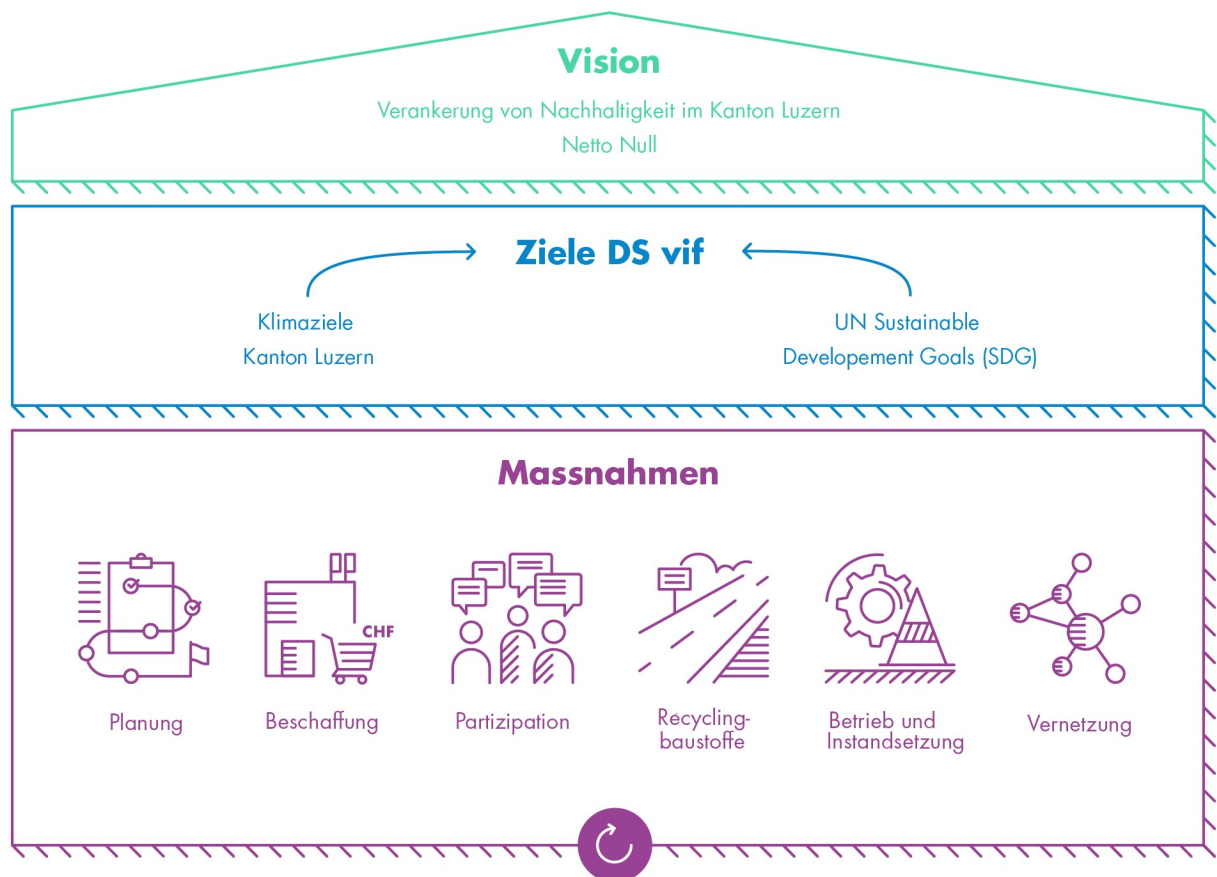 Vision
Verankerung von Nachhaltigkeit im Kanton Luzern
Netto Null
Ziele DS vif
Klimaziele
Kanton Luzern
UN Sustainable
Developement Goals (SDG)
Massnahmen
CHF
Planung
Beschaffung
Partizipation
Recycling-
baustoffe
Betrieb und
Instandsetzung
Vernetzung